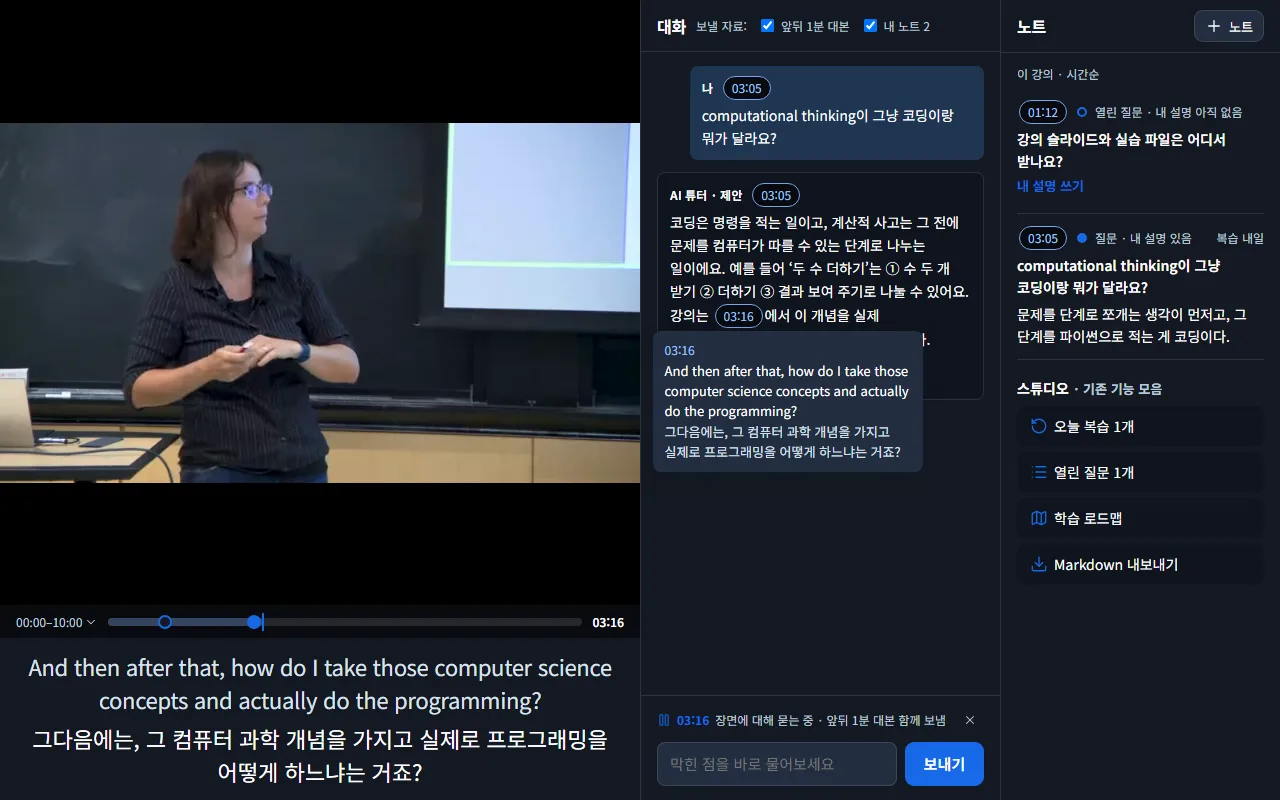 00:00–10:00
03:16
And then after that, how do I take those computer science
concepts and actually do the programming?
그다음에는, 그 컴퓨터 과학 개념을 가지고 실제로 프로그래밍을
어떻게 하느냐는 거죠?
대화 보낼 자료: 앞뒤 1분 대본 내 노트 2
나 03:05
computational thinking이 그냥 코딩이랑
뭐가 달라요?
AI 튜터 · 제안 03:05
코딩은 명령을 적는 일이고, 계산적 사고는 그 전에
문제를 컴퓨터가 따를 수 있는 단계로 나누는
일이에요. 예를 들어 ‘두 수 더하기’는 ① 수 두 개
받기 ② 더하기 ③ 결과 보여 주기로 나눌 수 있어요.
강의는 03:16 에서 이 개념을 실제
03:16
And then after that, how do I take those
computer science concepts and actually
do the programming?
그다음에는, 그 컴퓨터 과학 개념을 가지고
실제로 프로그래밍을 어떻게 하느냐는 거죠?
03:16 장면에 대해 묻는 중 · 앞뒤 1분 대본 함께 보냄
막힌 점을 바로 물어보세요
보내기
노트
+ 노트
이 강의 · 시간순
01:12 열린 질문 · 내 설명 아직 없음
강의 슬라이드와 실습 파일은 어디서
받나요?
내 설명 쓰기
03:05 질문 · 내 설명 있음 복습 내일
computational thinking이 그냥
코딩이랑 뭐가 달라요?
문제를 단계로 쪼개는 생각이 먼저고, 그
단계를 파이썬으로 적는 게 코딩이다.
스튜디오 · 기존 기능 모음
오늘 복습 1개
열린 질문 1개
학습 로드맵
Markdown 내보내기